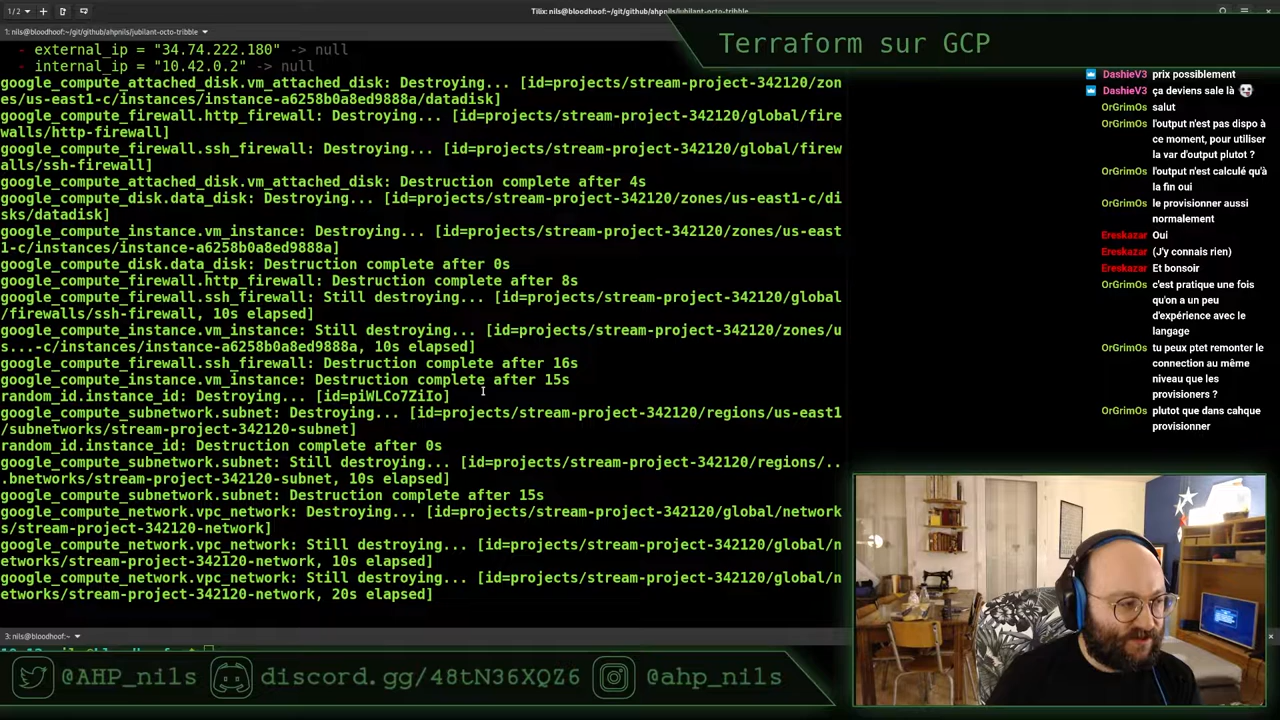 1/2
Tilix: nils@bloodhoof:~/git/github/ahpnils/jubilant-octo-tribble
1: nils@bloodhoof:~/git/github/ahpnils/jubilant-octo-tribble
- external_ip = "34.74.222.180" -> null
- internal_ip = "10.42.0.2" -> null
google_compute_attached_disk.vm_attached_disk: Destroying... [id=projects/stream-project-342120/zon
es/us-east1-c/instances/instance-a6258b0a8ed9888a/datadisk]
google_compute_firewall.http_firewall: Destroying... [id=projects/stream-project-342120/global/fire
walls/http-firewall]
google_compute_firewall.ssh_firewall: Destroying... [id=projects/stream-project-342120/global/firew
alls/ssh-firewall]
google_compute_attached_disk.vm_attached_disk: Destruction complete after 4s
google_compute_disk.data_disk: Destroying... [id=projects/stream-project-342120/zones/us-east1-c/di
sks/datadisk]
google_compute_instance.vm_instance: Destroying... [id=projects/stream-project-342120/zones/us-east
1-c/instances/instance-a6258b0a8ed9888a]
google_compute_disk.data_disk: Destruction complete after 0s
google_compute_firewall.http_firewall: Destruction complete after 8s
google_compute_firewall.ssh_firewall: Still destroying... [id=projects/stream-project-342120/global
/firewalls/ssh-firewall, 10s elapsed]
google_compute_instance.vm_instance: Still destroying... [id=projects/stream-project-342120/zones/u
s...-c/instances/instance-a6258b0a8ed9888a, 10s elapsed]
google_compute_firewall.ssh_firewall: Destruction complete after 16s
google_compute_instance.vm_instance: Destruction complete after 15s
random_id.instance_id: Destroying... [id=piWLCo7ZiIo]
google_compute_subnetwork.subnet: Destroying... [id=projects/stream-project-342120/regions/us-east1
/subnetworks/stream-project-342120-subnet]
random_id.instance_id: Destruction complete after 0s
google_compute_subnetwork.subnet: Still destroying... [id=projects/stream-project-342120/regions/..
.bnetworks/stream-project-342120-subnet, 10s elapsed]
google_compute_subnetwork.subnet: Destruction complete after 15s
google_compute_network.vpc_network: Destroying... [id=projects/stream-project-342120/global/network
s/stream-project-342120-network]
google_compute_network.vpc_network: Still destroying... [id=projects/stream-project-342120/global/n
etworks/stream-project-342120-network, 10s elapsed]
google_compute_network.vpc_network: Still destroying... [id=projects/stream-project-342120/global/n
etworks/stream-project-342120-network, 20s elapsed]
3: nils@bloodhoof:~
Terraform sur GCP
DashieV3 prix possiblement
DashieV3 ça deviens sale là
OrGrimOs salut
OrGrimOs l'output n'est pas dispo à
ce moment, pour utiliser
la var d'output plutot ?
OrGrimOs l'output n'est calculé qu'à
la fin oui
OrGrimOs le provisionner aussi
normalement
Ereskazar Oui
Ereskazar (J'y connais rien)
Ereskazar Et bonsoir
OrGrimOs c'est pratique une fois
qu'on a un peu
d'expérience avec le
langage
OrGrimOs tu peux ptet remonter le
connection au même
niveau que les
provisioners ?
OrGrimOs plutot que dans cahque
provisionner
@AHP_nils
discord.gg/48tN36XQZ6
@ahp_nils